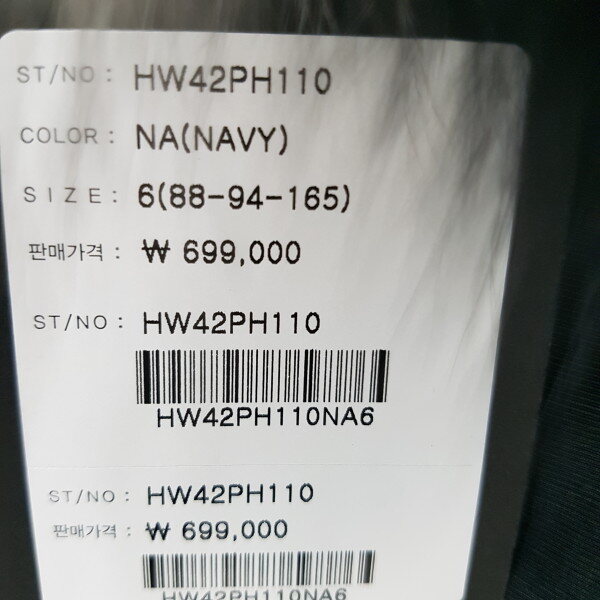 ST/NO : HW42PH110
COLOR : NA(NAVY)
SIZE : 6(88-94-165)
판매가격 : ₩ 699,000
ST/NO : HW42PH110
HW42PH110NA6
ST/NO : HW42PH110
판매가격 : ₩ 699,000
HW42PH110NA6